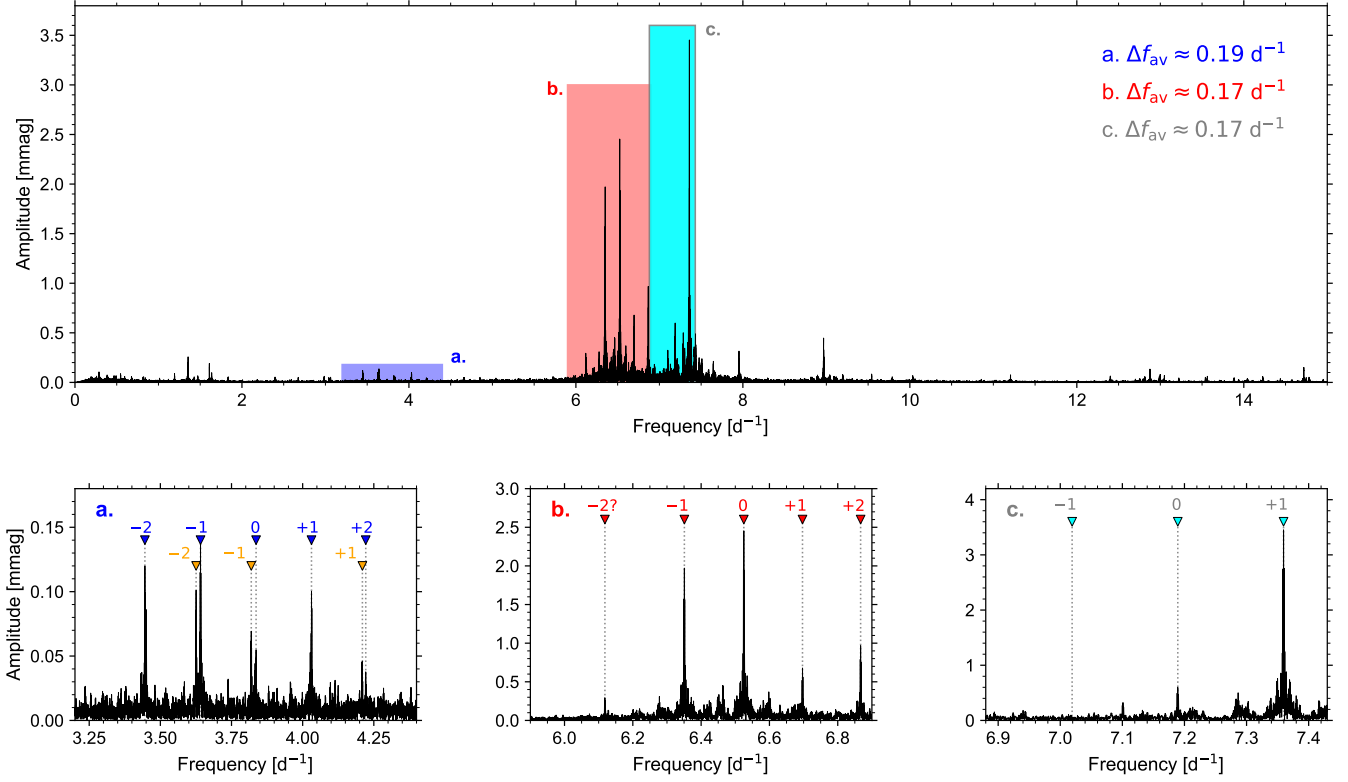 3.5
3.0
2.5
2.0
1.5
1.0
0.5
0.0
Amplitude [mmag]
b.
c.
a.
a. Δf_av ≈ 0.19 d⁻¹
b. Δf_av ≈ 0.17 d⁻¹
c. Δf_av ≈ 0.17 d⁻¹
0 2 4 6 8 10 12 14
Frequency [d⁻¹]
a.
−2 −1 0 +1 +2
−2 −1 +1
0.15
0.10
0.05
0.00
Amplitude [mmag]
3.25 3.50 3.75 4.00 4.25
Frequency [d⁻¹]
b.
−2? −1 0 +1 +2
3.0
2.5
2.0
1.5
1.0
0.5
0.0
6.0 6.2 6.4 6.6 6.8
Frequency [d⁻¹]
c.
−1 0 +1
4
3
2
1
0
6.9 7.0 7.1 7.2 7.3 7.4
Frequency [d⁻¹]